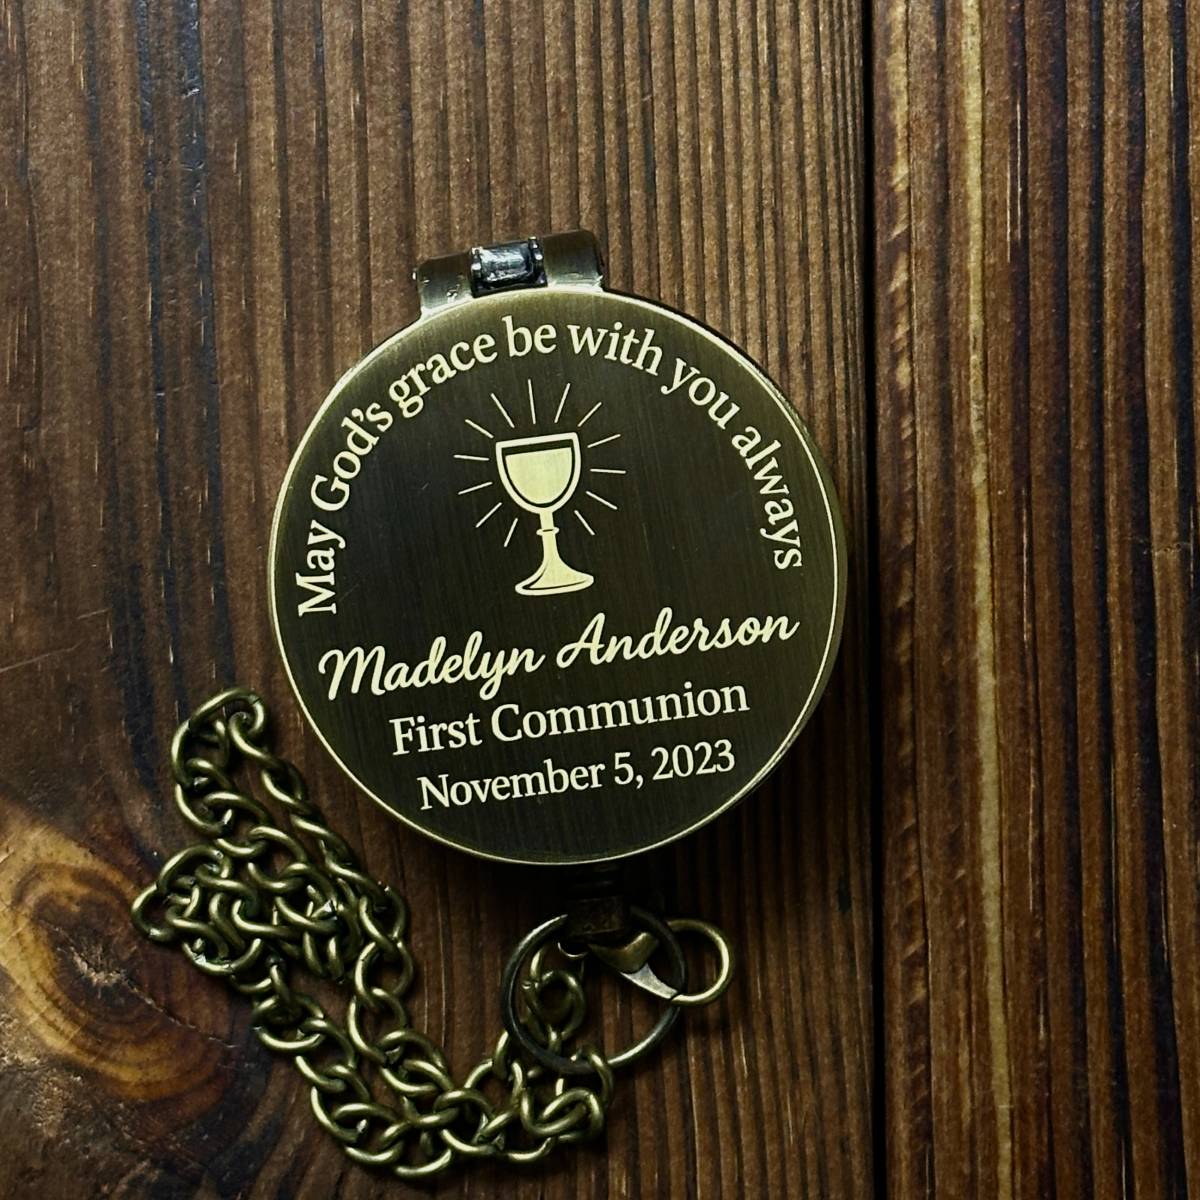 May God's grace be with you always
Madelyn Anderson
First Communion
November 5, 2023